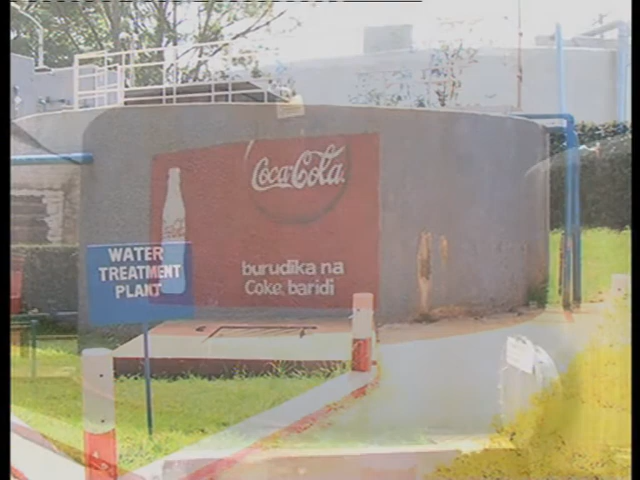 Coca-Cola
burudika na
Coke, baridi
WATER
TREATMENT
PLANT